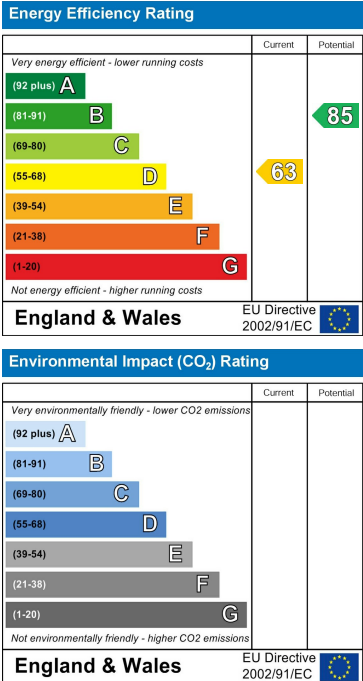 Energy Efficiency Rating
Current Potential
Very energy efficient - lower running costs
(92 plus) A
(81-91) B
85
(69-80) C
(55-68) D
63
(39-54) E
(21-38) F
(1-20) G
Not energy efficient - higher running costs
England & Wales
EU Directive
2002/91/EC
Environmental Impact (CO₂) Rating
Current Potential
Very environmentally friendly - lower CO2 emissions
(92 plus) A
(81-91) B
(69-80) C
(55-68) D
(39-54) E
(21-38) F
(1-20) G
Not environmentally friendly - higher CO2 emissions
England & Wales
EU Directive
2002/91/EC